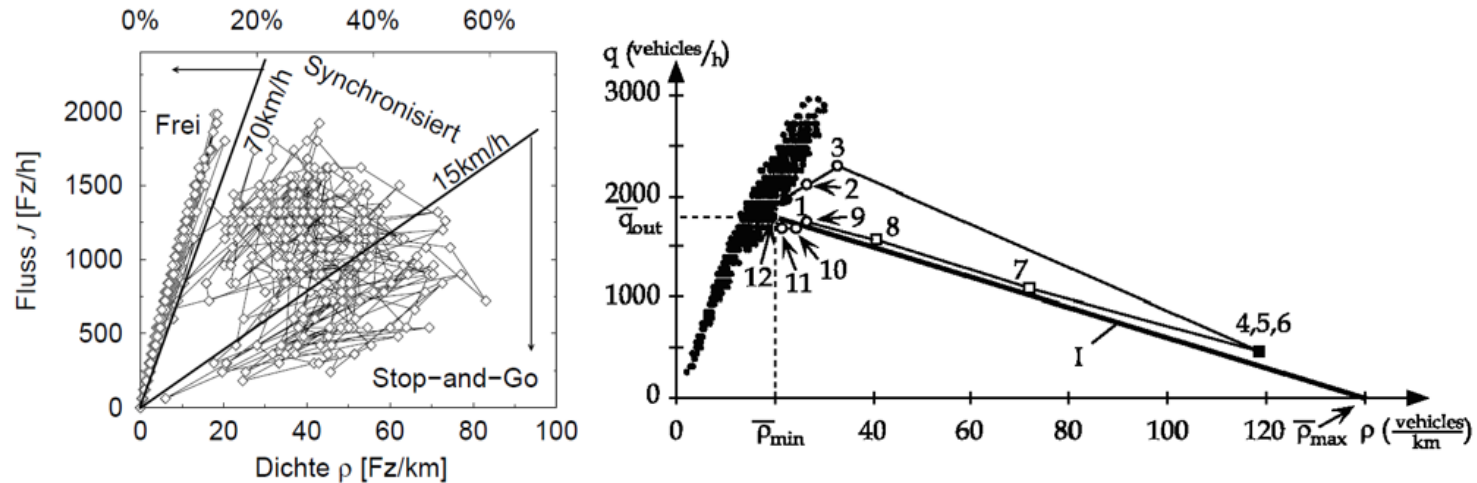 0% 20% 40% 60%
Fluss J [Fz/h]
2000
1500
1000
500
0
Frei
70km/h
Synchronisiert
15km/h
Stop−and−Go
0 20 40 60 80 100
Dichte ρ [Fz/km]
q (vehicles/h)
3000
2000
q̅out
1000
0
3
2
1
9
8
12
11
10
7
4,5,6
I
0 ρ̅min 40 60 80 100 120 ρ̅max ρ (vehicles/km)